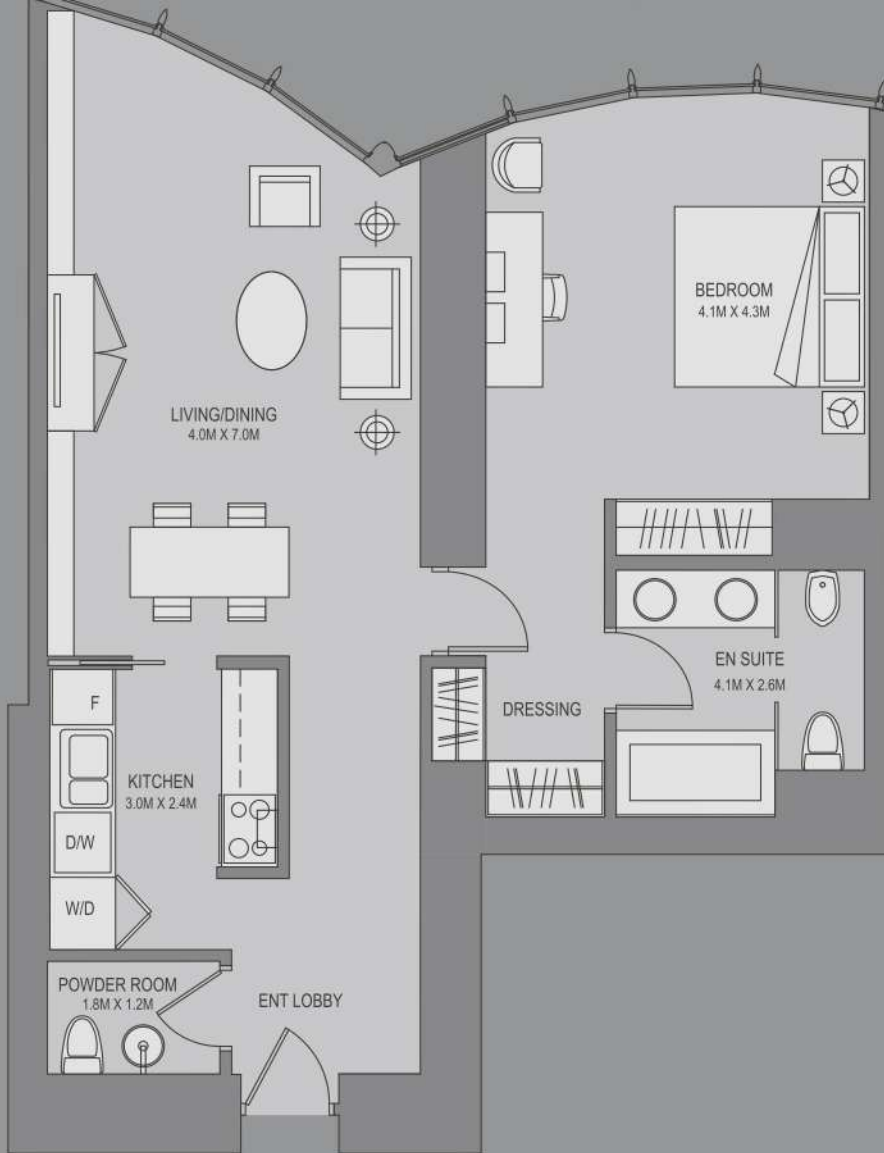 BEDROOM
4.1M X 4.3M
LIVING/DINING
4.0M X 7.0M
EN SUITE
4.1M X 2.6M
DRESSING
F
KITCHEN
3.0M X 2.4M
D/W
W/D
POWDER ROOM
1.8M X 1.2M
ENT LOBBY